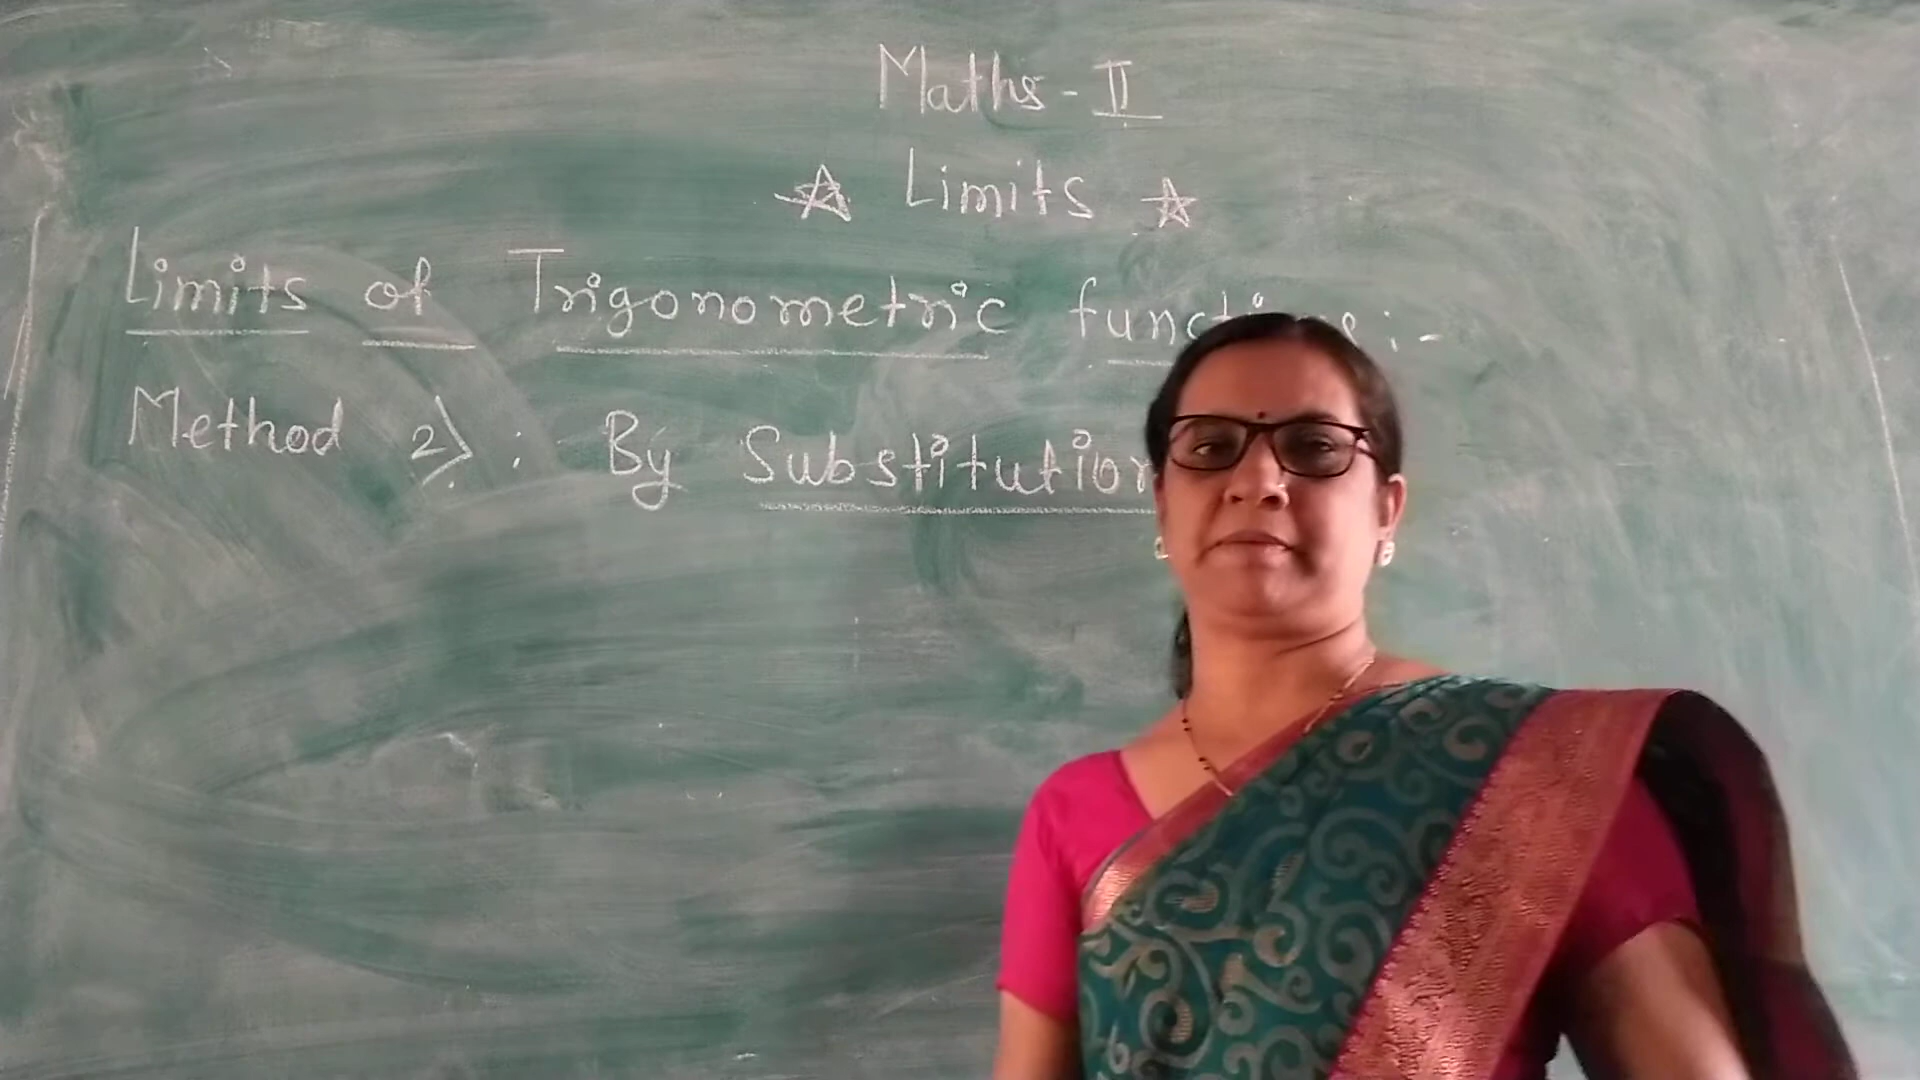 Maths - II
☆ Limits ☆
Limits of Trigonometric functions :-
Method 2> : By Substitution